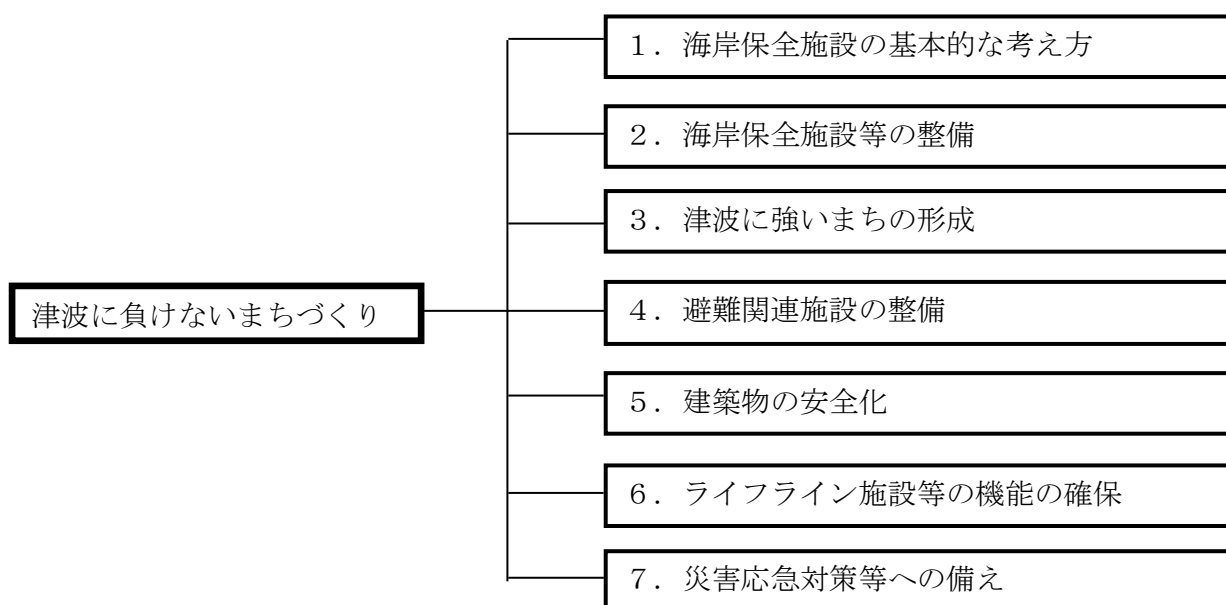 津波に負けないまちづくり
１．海岸保全施設の基本的な考え方
２．海岸保全施設等の整備
３．津波に強いまちの形成
４．避難関連施設の整備
５．建築物の安全化
６．ライフライン施設等の機能の確保
７．災害応急対策等への備え